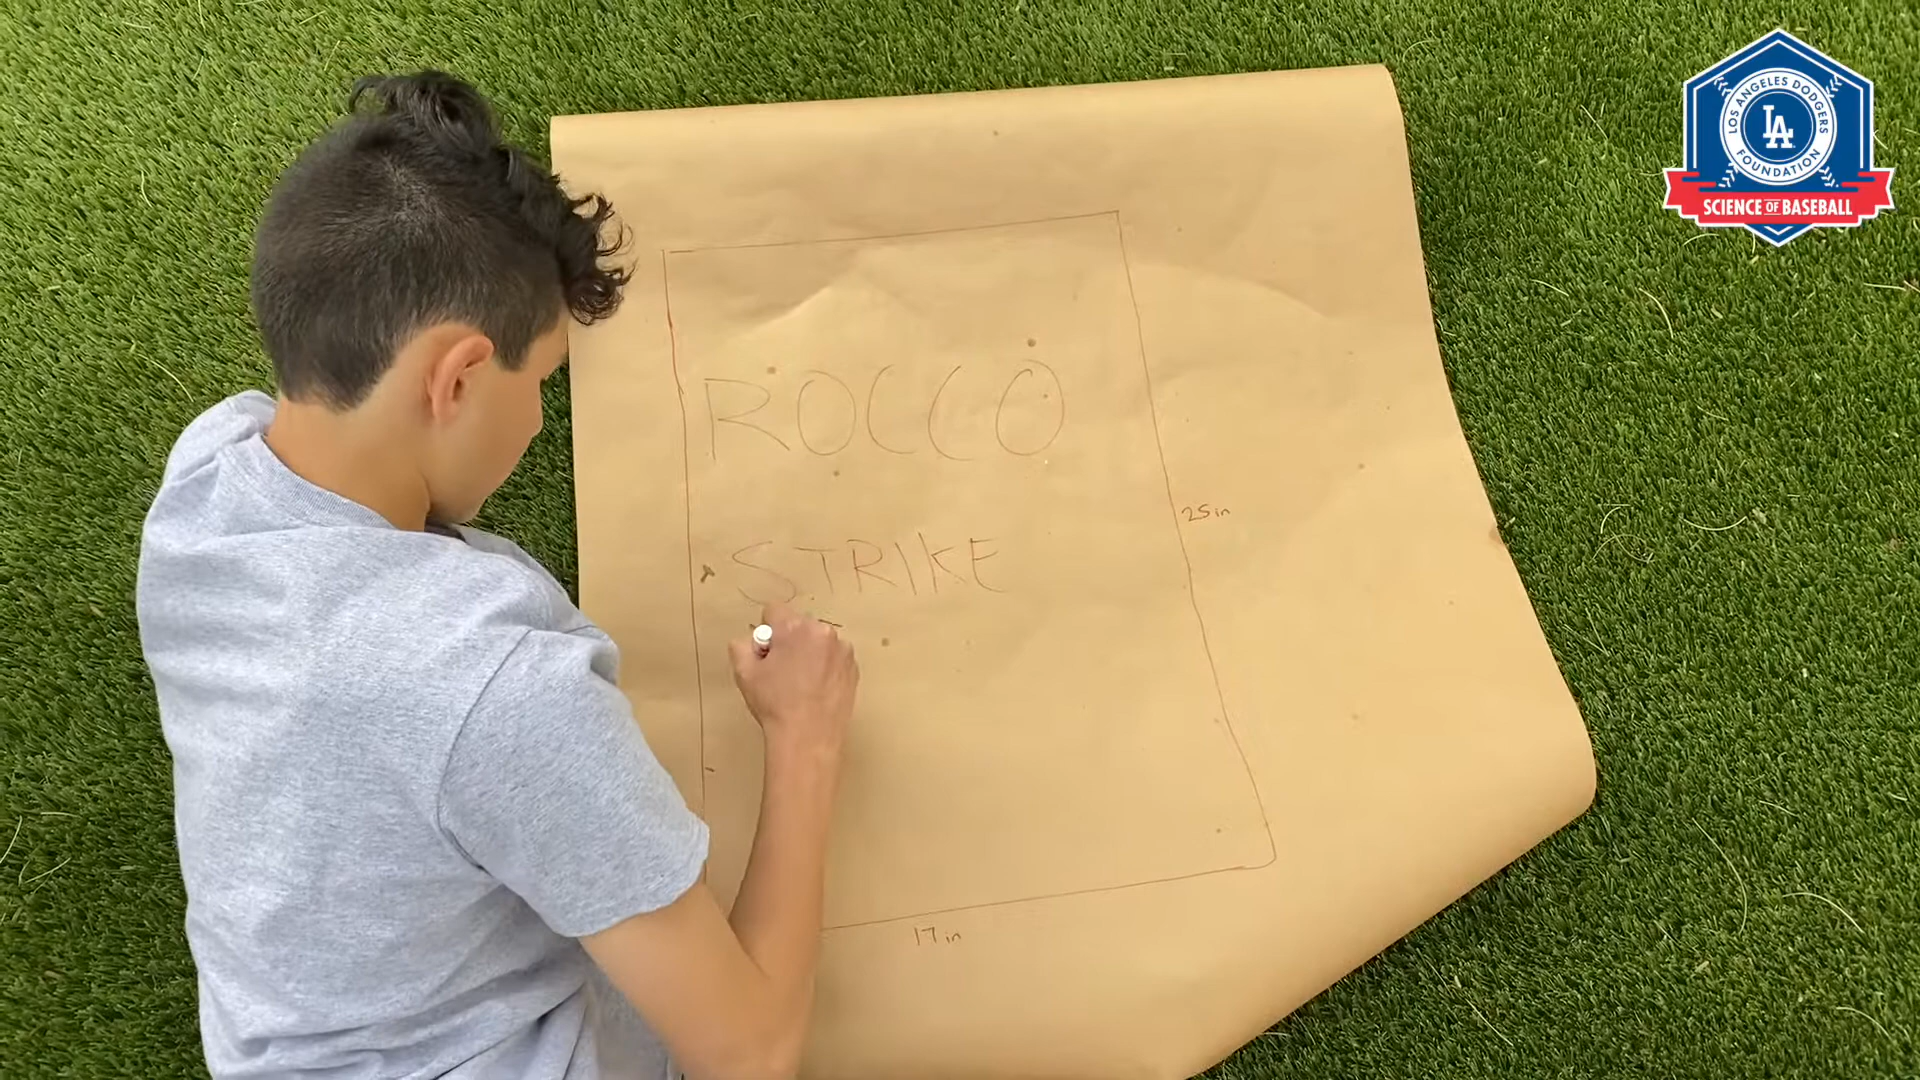 LOS ANGELES DODGERS
LA
FOUNDATION
SCIENCE OF BASEBALL
ROCCO
25in
STRIKE
17in